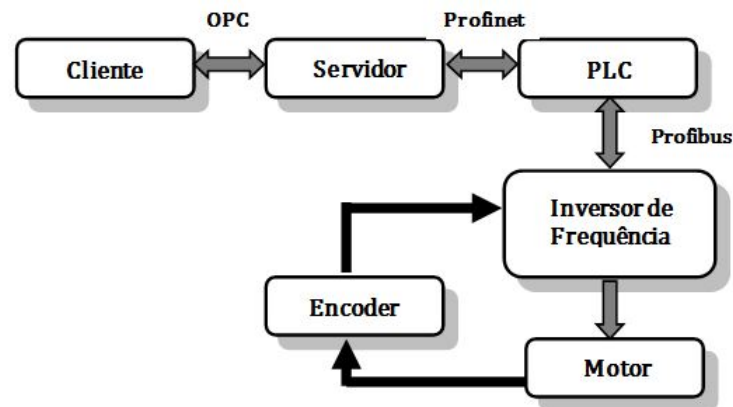 OPC
Profinet
Cliente
Servidor
PLC
Profibus
Inversor de
Frequência
Encoder
Motor